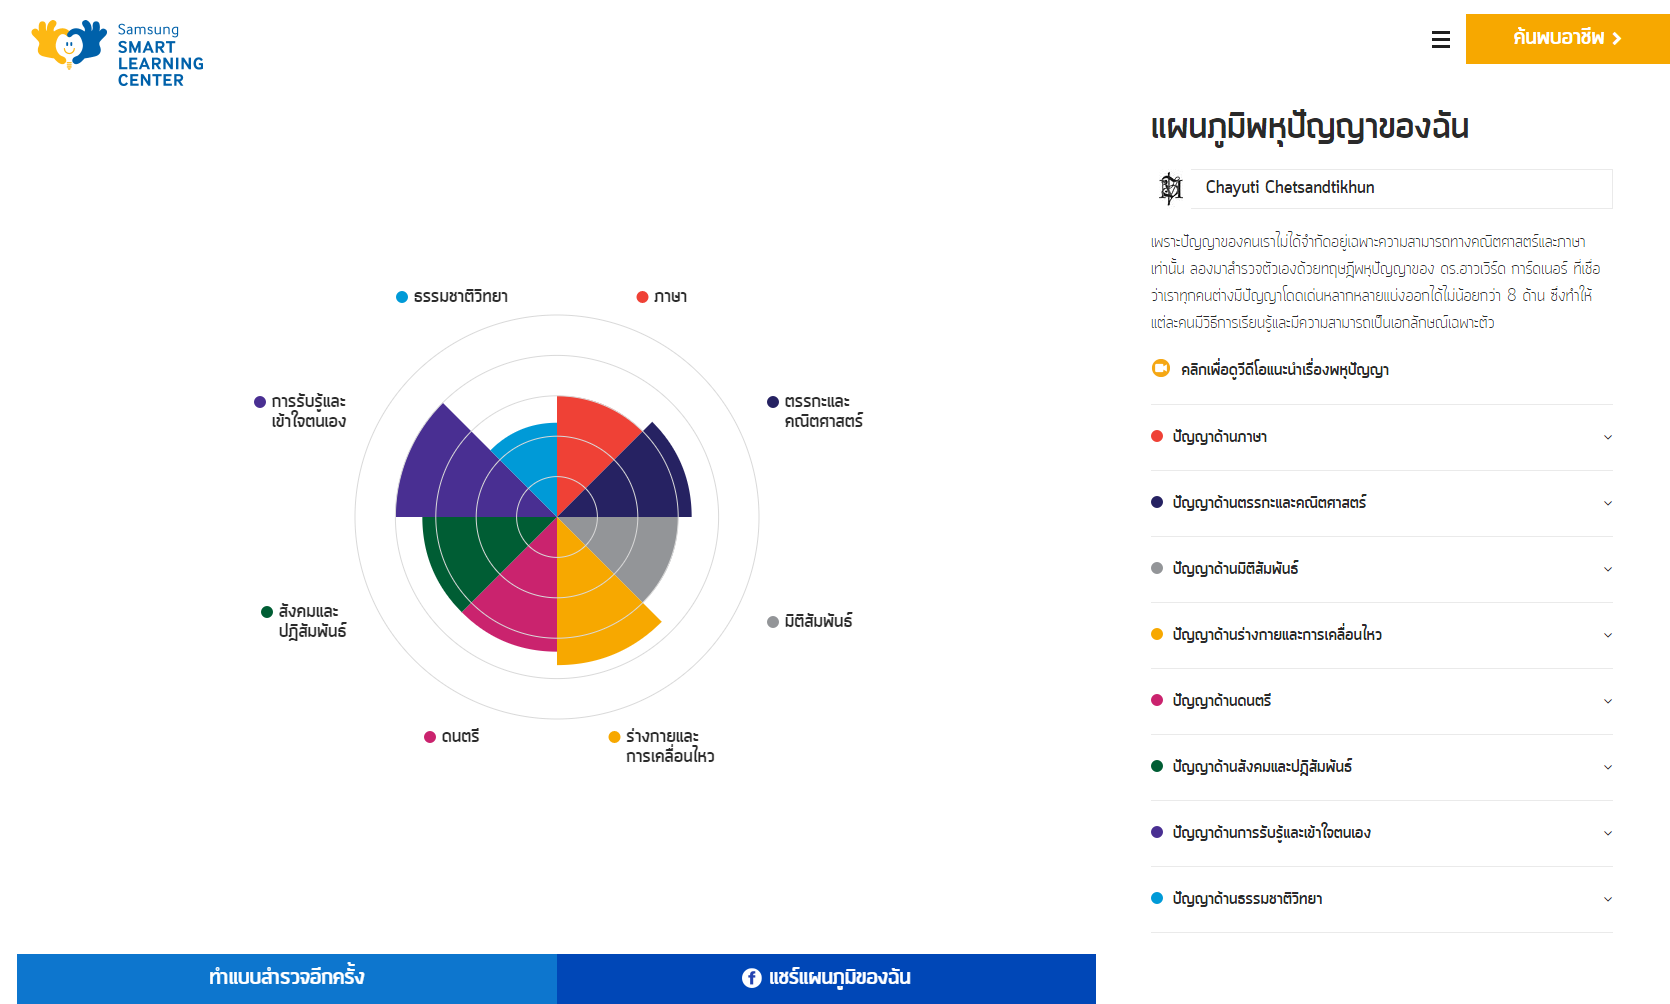 Samsung
SMART
LEARNING
CENTER
ค้นพบอาชีพ
แผนภูมิพหุปัญญาของฉัน
Chayuti Chetsandtikhun
เพราะปัญญาของคนเราไม่ได้จำกัดอยู่เฉพาะความสามารถทางคณิตศาสตร์และภาษา
เท่านั้น ลองมาสำรวจตัวเองด้วยทฤษฎีพหุปัญญาของ ดร.ฮาวเวิร์ด การ์ดเนอร์ ที่เชื่อ
ว่าเราทุกคนต่างมีปัญญาโดดเด่นหลากหลายแบ่งออกได้ไม่น้อยกว่า 8 ด้าน ซึ่งทำให้
แต่ละคนมีวิธีการเรียนรู้และมีความสามารถเป็นเอกลักษณ์เฉพาะตัว
คลิกเพื่อดูวีดีโอแนะนำเรื่องพหุปัญญา
ปัญญาด้านภาษา
ปัญญาด้านตรรกะและคณิตศาสตร์
ปัญญาด้านมิติสัมพันธ์
ปัญญาด้านร่างกายและการเคลื่อนไหว
ปัญญาด้านดนตรี
ปัญญาด้านสังคมและปฏิสัมพันธ์
ปัญญาด้านการรับรู้และเข้าใจตนเอง
ปัญญาด้านธรรมชาติวิทยา
ธรรมชาติวิทยา
ภาษา
การรับรู้และ
เข้าใจตนเอง
ตรรกะและ
คณิตศาสตร์
สังคมและ
ปฏิสัมพันธ์
มิติสัมพันธ์
ดนตรี
ร่างกายและ
การเคลื่อนไหว
ทำแบบสำรวจอีกครั้ง
แชร์แผนภูมิของฉัน